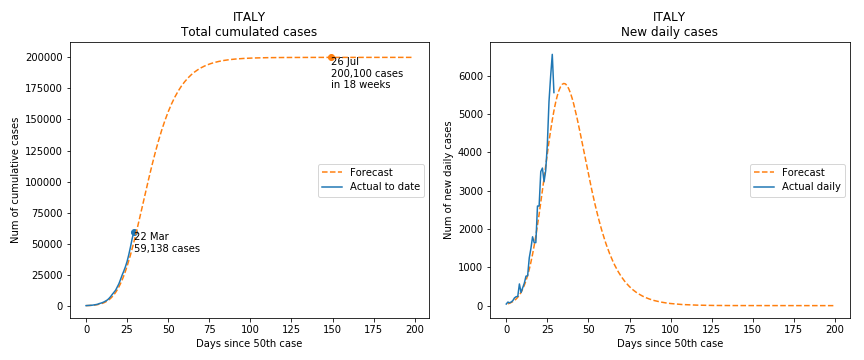 ITALY
Total cumulated cases
200000
175000
150000
125000
100000
75000
50000
25000
0
Num of cumulative cases
26 Jul
200,100 cases
in 18 weeks
Forecast
Actual to date
22 Mar
59,138 cases
0 25 50 75 100 125 150 175 200
Days since 50th case
ITALY
New daily cases
6000
5000
4000
3000
2000
1000
0
Num of new daily cases
Forecast
Actual daily
0 25 50 75 100 125 150 175 200
Days since 50th case